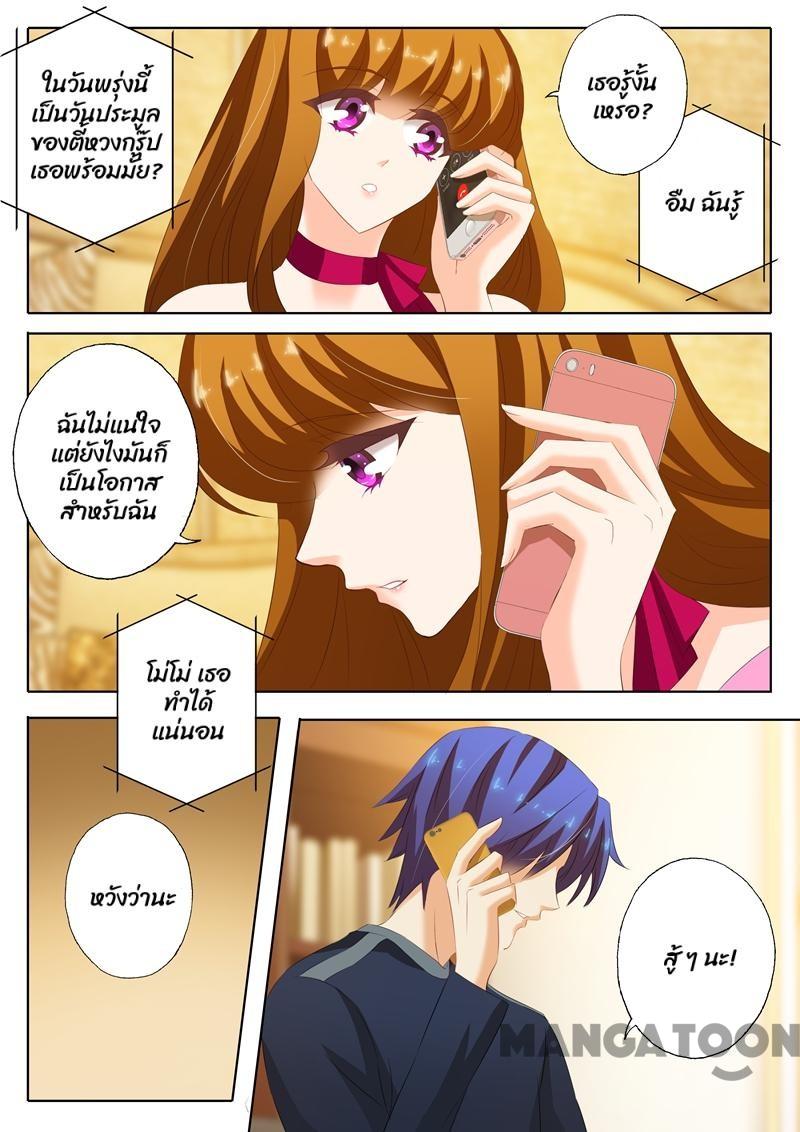 ในวันพรุ่งนี้
เป็นวันประมูล
ของตี้หวงกรุ๊ป
เธอพร้อมมั้ย?
เธอรู้งั้น
เหรอ?
อืม ฉันรู้
ฉันไม่แน่ใจ
แต่ยังไงมันก็
เป็นโอกาส
สำหรับฉัน
โม่โม่ เธอ
ทำได้
แน่นอน
หวังว่านะ
สู้ ๆ นะ!
MANGATOON